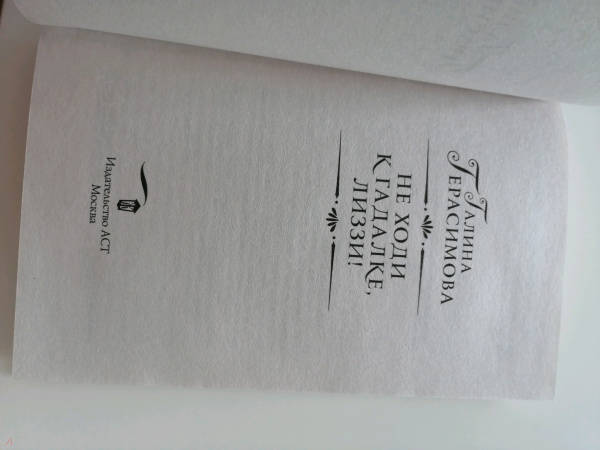 Галина
Герасимова
НЕ ХОДИ
К ГАДАЛКЕ,
ЛИЗЗИ!
Издательство АСТ
Москва